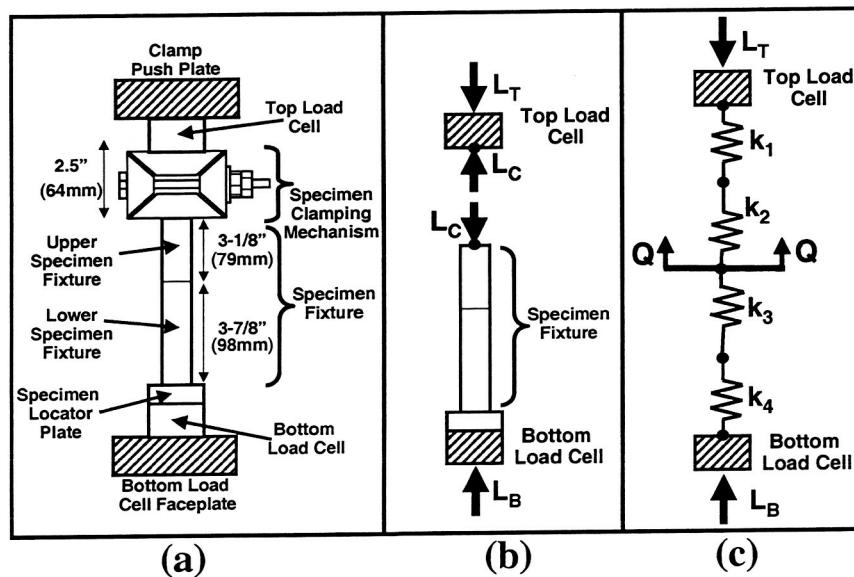 Clamp
Push Plate
Top Load
Cell
2.5”
(64mm)
Specimen
Clamping
Mechanism
3-1/8”
(79mm)
Upper
Specimen
Fixture
Specimen
Fixture
Lower
Specimen
Fixture
3-7/8”
(98mm)
Specimen
Locator
Plate
Bottom
Load Cell
Bottom Load
Cell Faceplate
(a)
LT
Top Load
Cell
LC
LC
Specimen
Fixture
Bottom
Load Cell
LB
(b)
LT
Top Load
Cell
k1
k2
Q Q
k3
k4
Bottom
Load Cell
LB
(c)